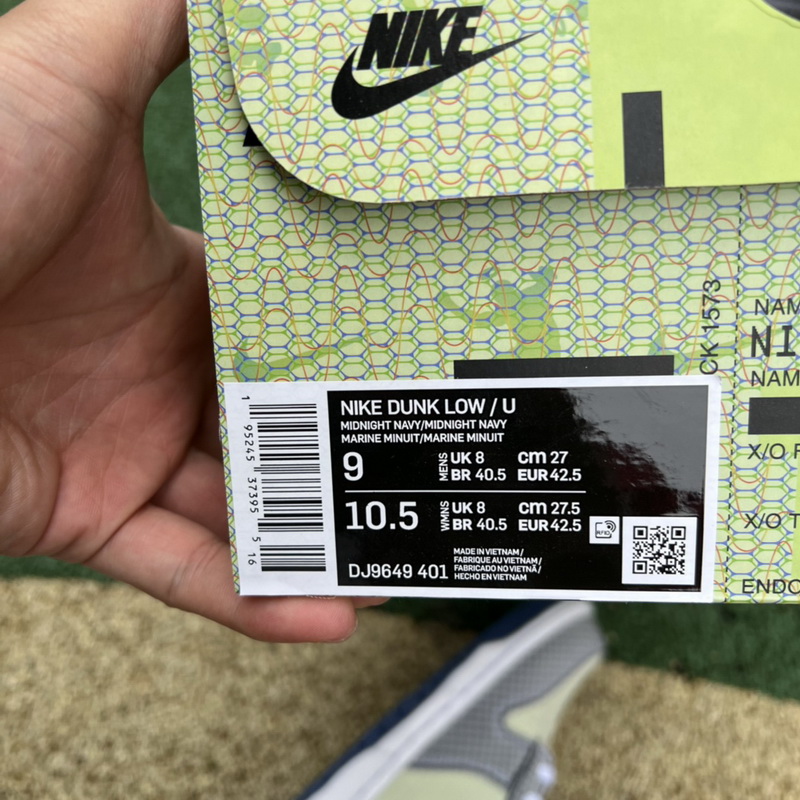 NIKE
CK 1573
NAM
NI
NAM
X/O F
X/O T
ENDO
NIKE DUNK LOW / U
MIDNIGHT NAVY/MIDNIGHT NAVY
MARINE MINUIT/MARINE MINUIT
9
MENS
UK 8
cm 27
BR 40.5
EUR 42.5
10.5
WMNS
UK 8
cm 27.5
BR 40.5
EUR 42.5
RFID
DJ9649 401
MADE IN VIETNAM/
FABRIQUE AU VIETNAM/
FABRICADO NO VIETNÃ/
HECHO EN VIETNAM
1 95245 37395 5 16